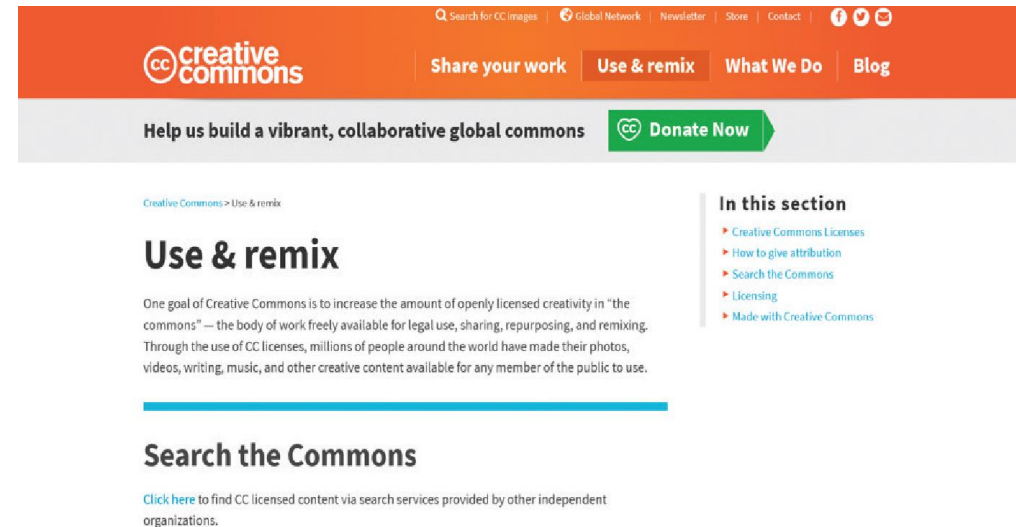 Search for CC images | Global Network | Newsletter | Store | Contact |
cc creative commons
Share your work Use & remix What We Do Blog
Help us build a vibrant, collaborative global commons cc Donate Now
Creative Commons > Use & remix
Use & remix
One goal of Creative Commons is to increase the amount of openly licensed creativity in “the
commons” — the body of work freely available for legal use, sharing, repurposing, and remixing.
Through the use of CC licenses, millions of people around the world have made their photos,
videos, writing, music, and other creative content available for any member of the public to use.
Search the Commons
Click here to find CC licensed content via search services provided by other independent
organizations.
In this section
Creative Commons Licenses
How to give attribution
Search the Commons
Licensing
Made with Creative Commons